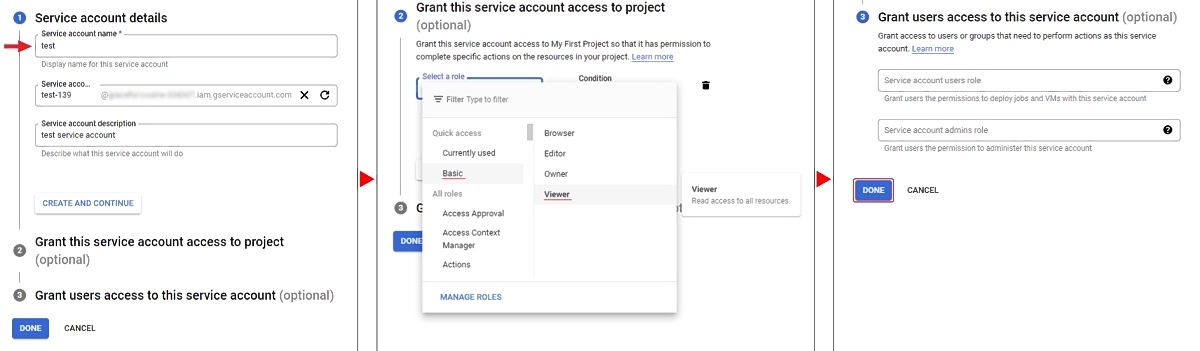 1 Service account details
Service account name *
test
Display name for this service account
Service acco...
test-139 @ .iam.gserviceaccount.com
Service account description
test service account
Describe what this service account will do
CREATE AND CONTINUE
2 Grant this service account access to project
(optional)
3 Grant users access to this service account (optional)
DONE CANCEL
Grant this service account access to project
2 (optional)
Grant this service account access to My First Project so that it has permission to
complete specific actions on the resources in your project. Learn more
Select a role Condition
Filter Type to filter
Quick access
Currently used
Basic
All roles
Access Approval
Access Context
Manager
Actions
Browser
Editor
Owner
Viewer
MANAGE ROLES
Viewer
Read access to all resources.
3 G
DONE
3 Grant users access to this service account (optional)
Grant access to users or groups that need to perform actions as this service
account. Learn more
Service account users role
Grant users the permissions to deploy jobs and VMs with this service account
Service account admins role
Grant users the permission to administer this service account
DONE CANCEL